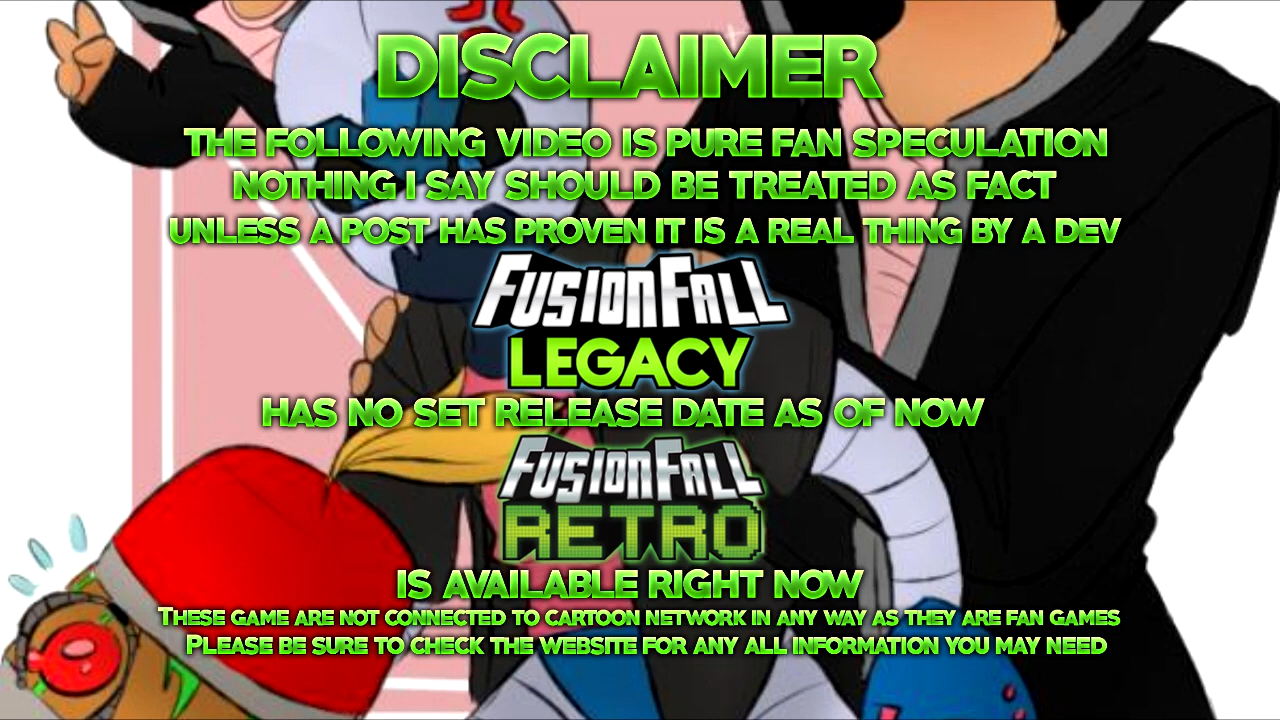 DISCLAIMER
THE FOLLOWING VIDEO IS PURE FAN SPECULATION
NOTHING I SAY SHOULD BE TREATED AS FACT
UNLESS A POST HAS PROVEN IT IS A REAL THING BY A DEV
FUSIONFALL
LEGACY
HAS NO SET RELEASE DATE AS OF NOW
FUSIONFALL
RETRO
IS AVAILABLE RIGHT NOW
THESE GAME ARE NOT CONNECTED TO CARTOON NETWORK IN ANY WAY AS THEY ARE FAN GAMES
PLEASE BE SURE TO CHECK THE WEBSITE FOR ANY ALL INFORMATION YOU MAY NEED